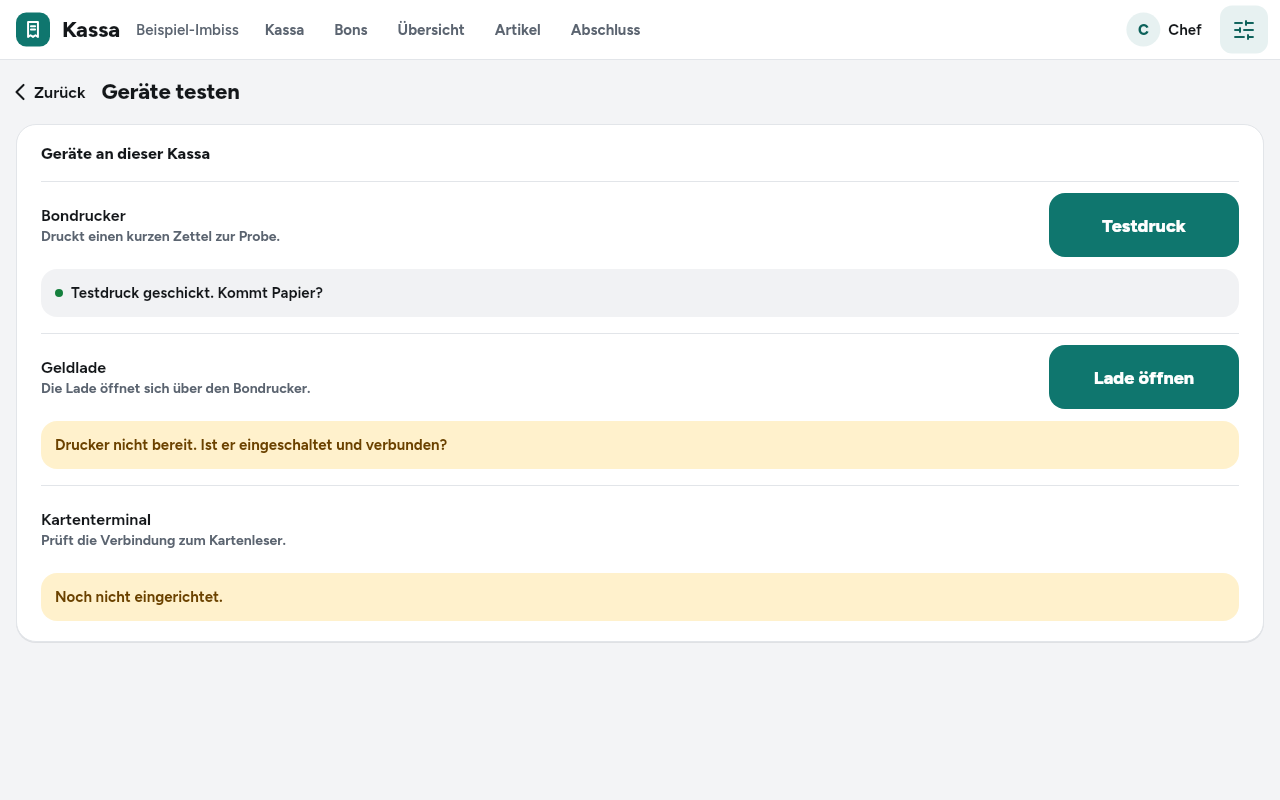 Kassa Beispiel-Imbiss Kassa Bons Übersicht Artikel Abschluss C Chef
Zurück Geräte testen
Geräte an dieser Kassa
Bondrucker
Druckt einen kurzen Zettel zur Probe.
Testdruck
Testdruck geschickt. Kommt Papier?
Geldlade
Die Lade öffnet sich über den Bondrucker.
Lade öffnen
Drucker nicht bereit. Ist er eingeschaltet und verbunden?
Kartenterminal
Prüft die Verbindung zum Kartenleser.
Noch nicht eingerichtet.